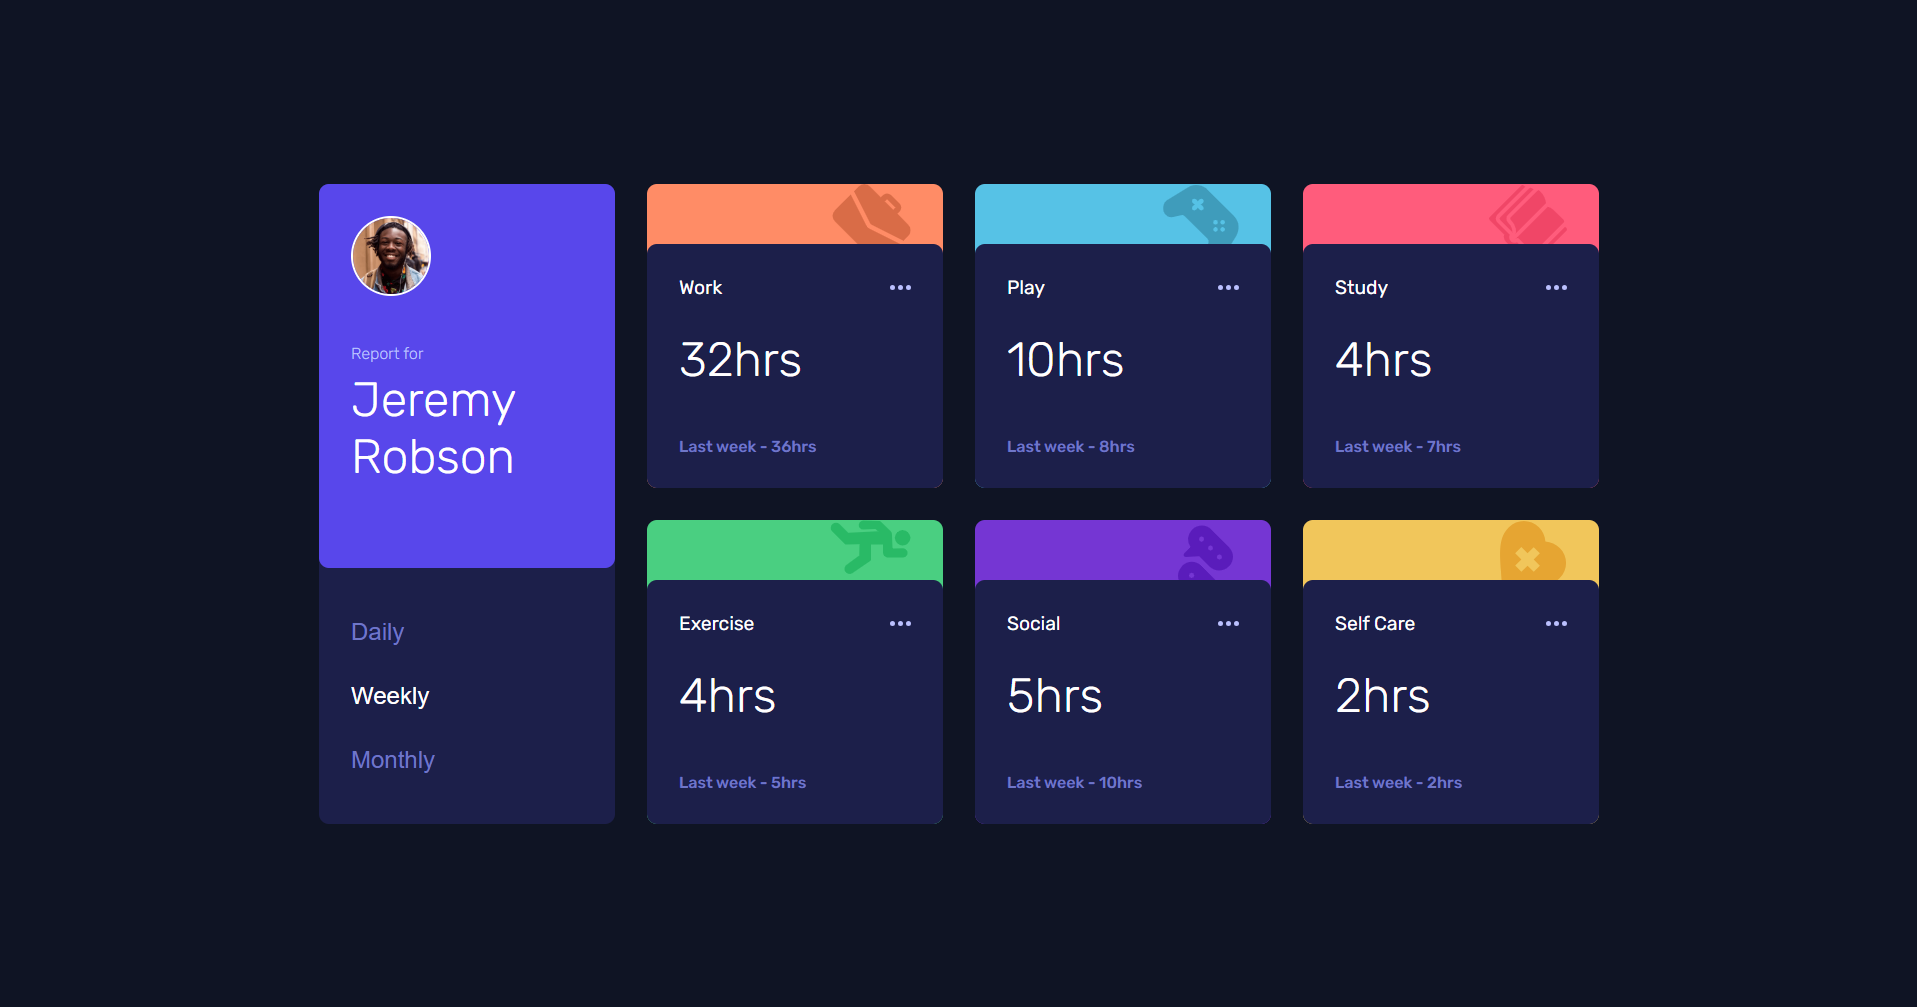 Report for
Jeremy
Robson
Daily
Weekly
Monthly
Work
32hrs
Last week - 36hrs
Play
10hrs
Last week - 8hrs
Study
4hrs
Last week - 7hrs
Exercise
4hrs
Last week - 5hrs
Social
5hrs
Last week - 10hrs
Self Care
2hrs
Last week - 2hrs